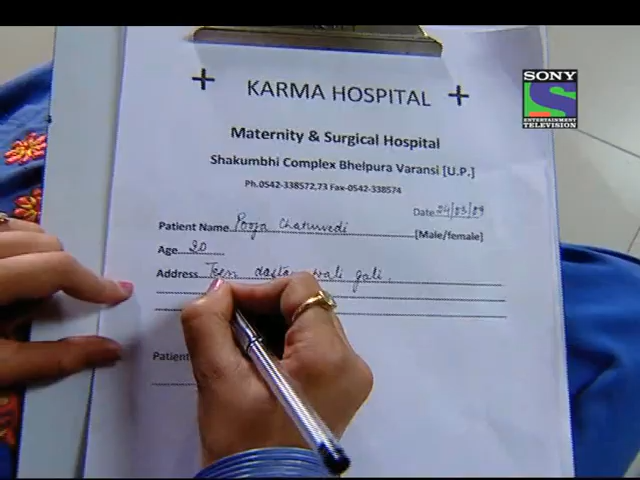 SONY
ENTERTAINMENT
TELEVISION
+ KARMA HOSPITAL +
Maternity & Surgical Hospital
Shakumbhi Complex Bhelpura Varansi [U.P.]
Ph.0542-338572,73 Fax-0542-338574
Date 24/03/09
Patient Name Pooja Chaturvedi [Male/female]
Age 20
Address Teen wali gali.
Patient